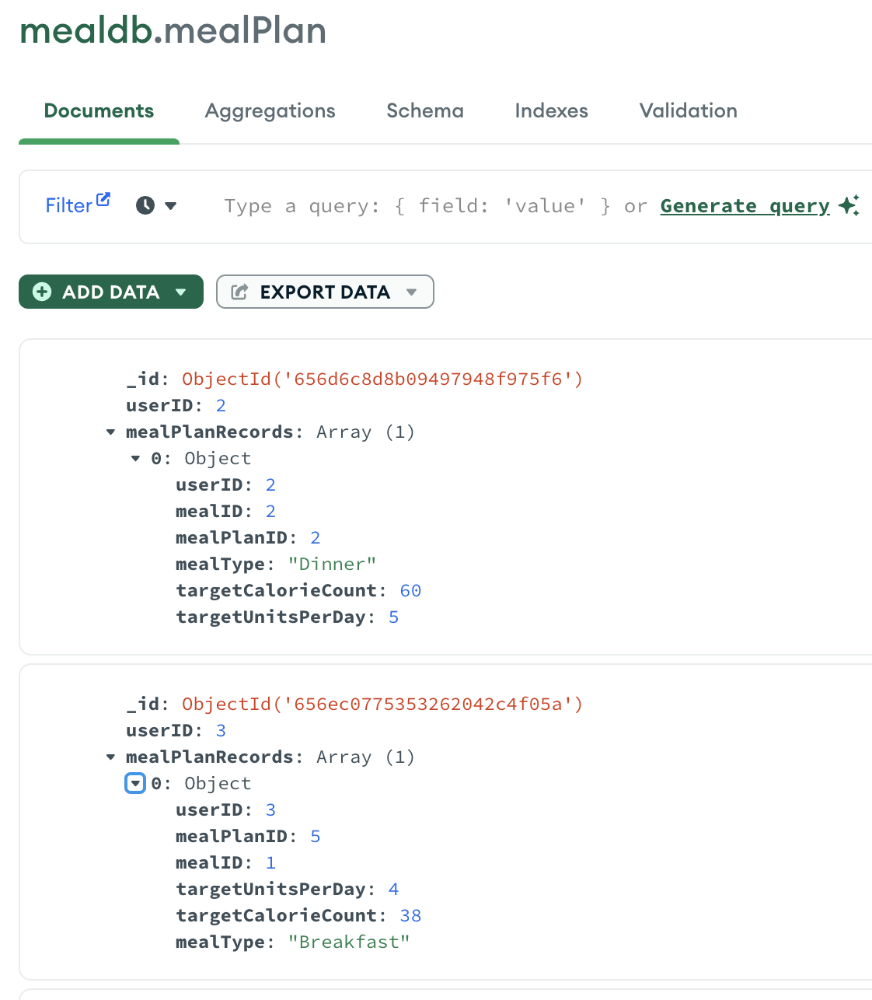 mealdb.mealPlan
Documents Aggregations Schema Indexes Validation
Filter Type a query: { field: 'value' } or Generate query
ADD DATA EXPORT DATA
_id: ObjectId('656d6c8d8b09497948f975f6')
userID: 2
mealPlanRecords: Array (1)
0: Object
userID: 2
mealID: 2
mealPlanID: 2
mealType: "Dinner"
targetCalorieCount: 60
targetUnitsPerDay: 5
_id: ObjectId('656ec0775353262042c4f05a')
userID: 3
mealPlanRecords: Array (1)
0: Object
userID: 3
mealPlanID: 5
mealID: 1
targetUnitsPerDay: 4
targetCalorieCount: 38
mealType: "Breakfast"